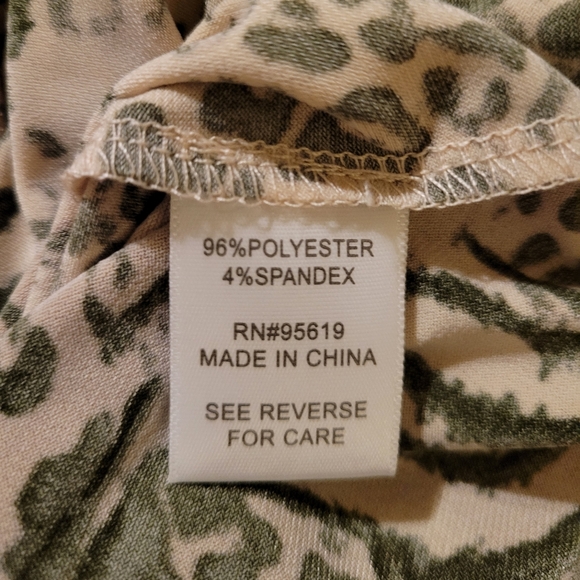 96%POLYESTER
4%SPANDEX
RN#95619
MADE IN CHINA
SEE REVERSE
FOR CARE